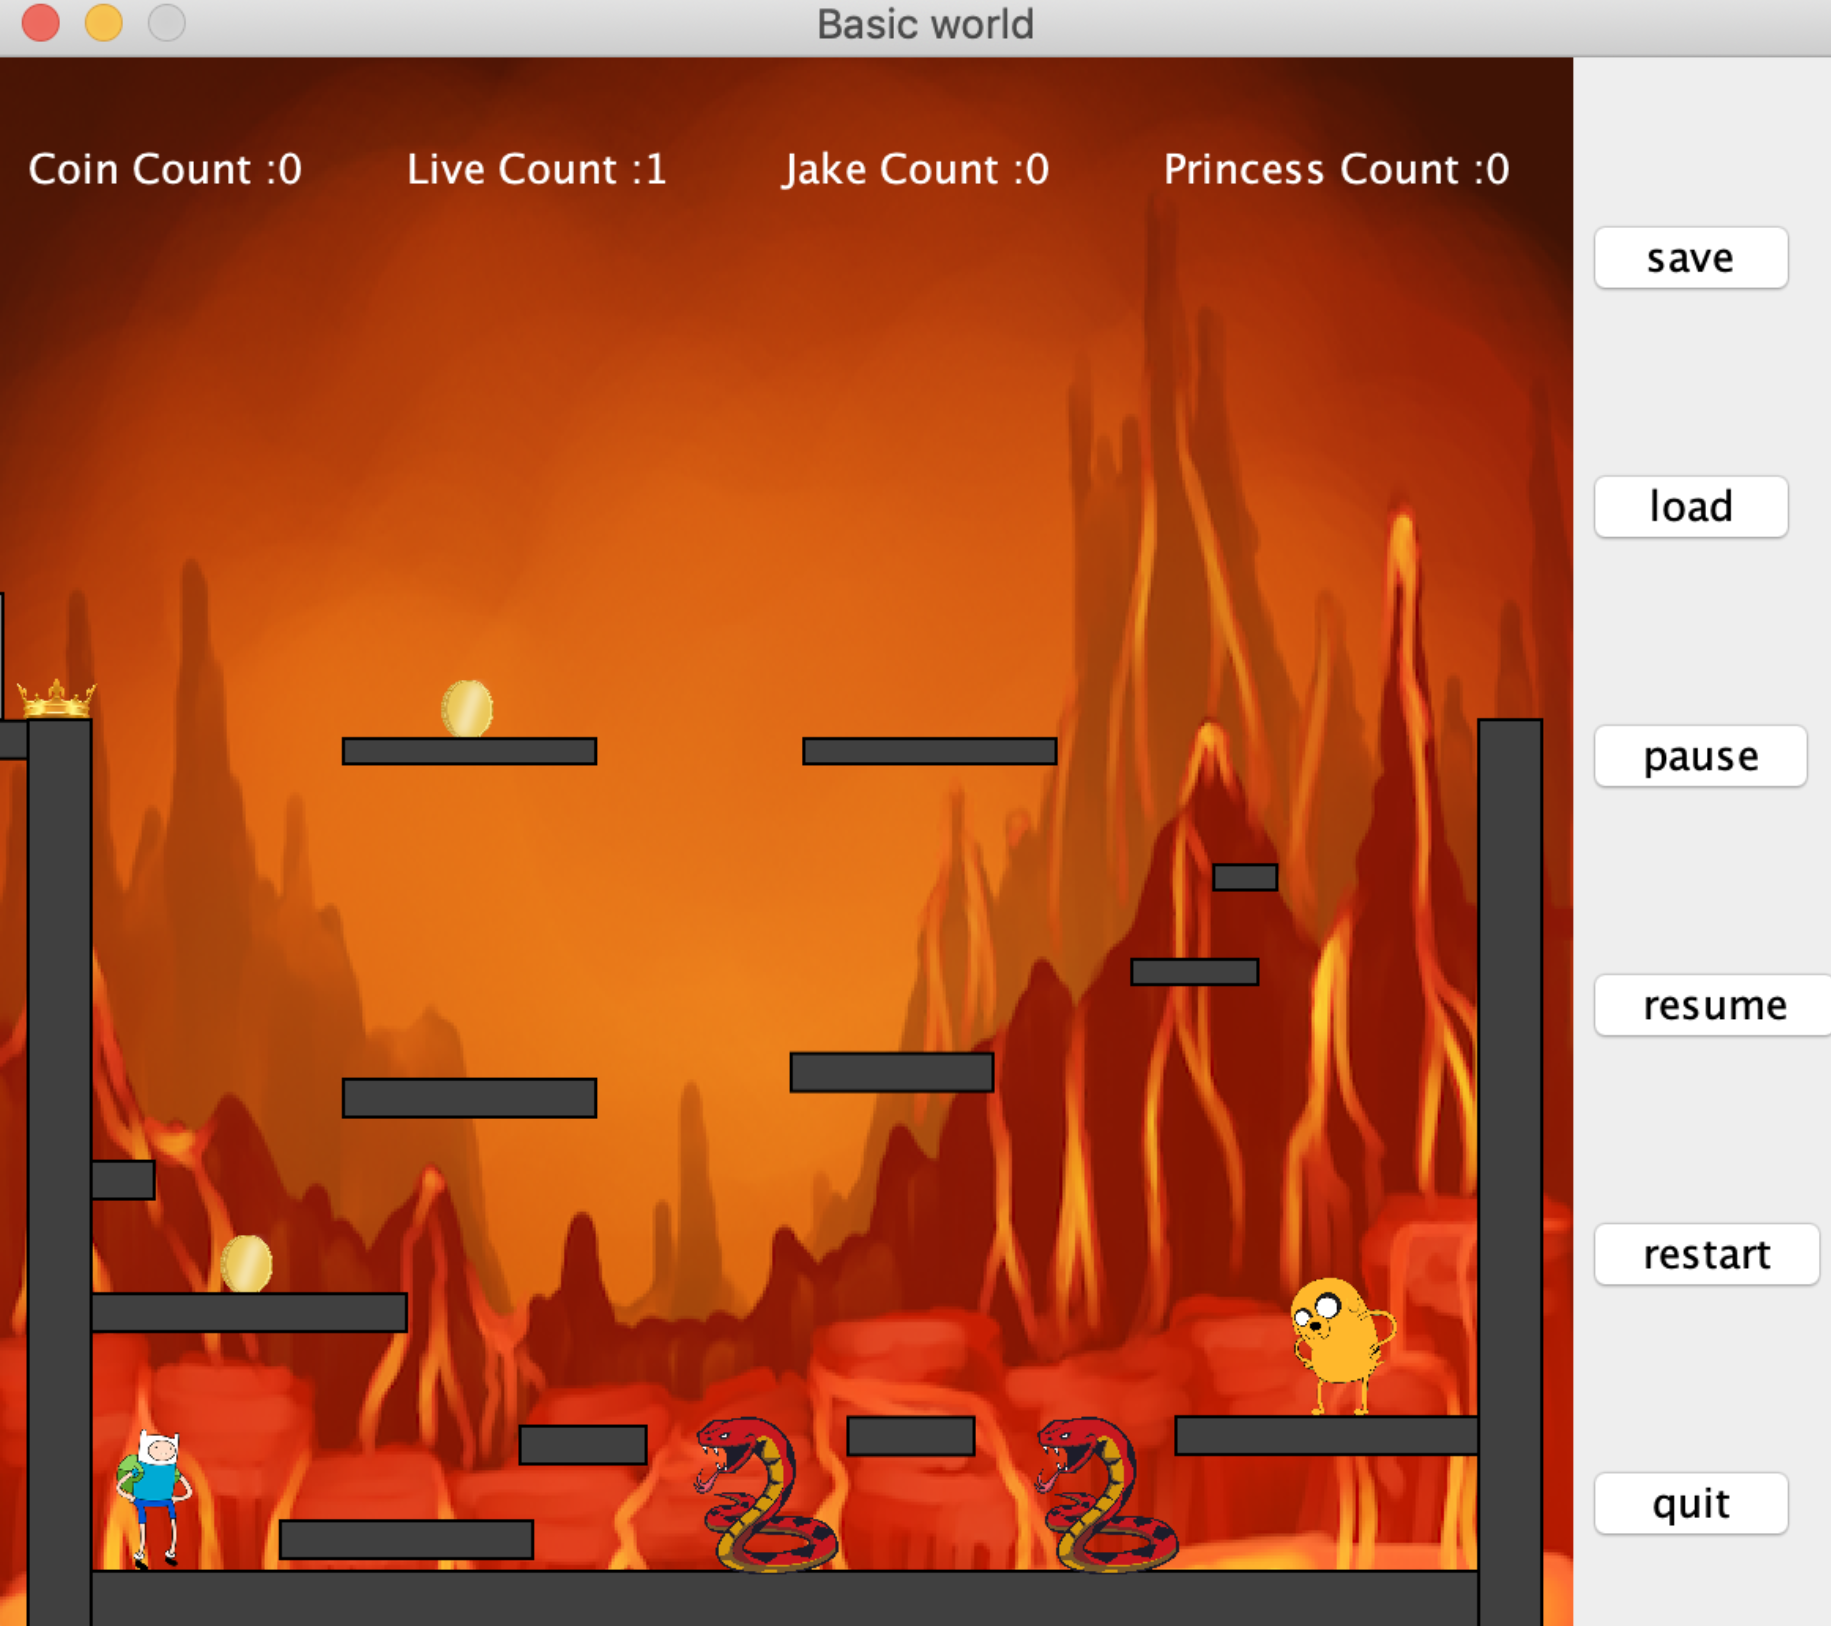 Basic world
Coin Count :0 Live Count :1 Jake Count :0 Princess Count :0
save
load
pause
resume
restart
quit